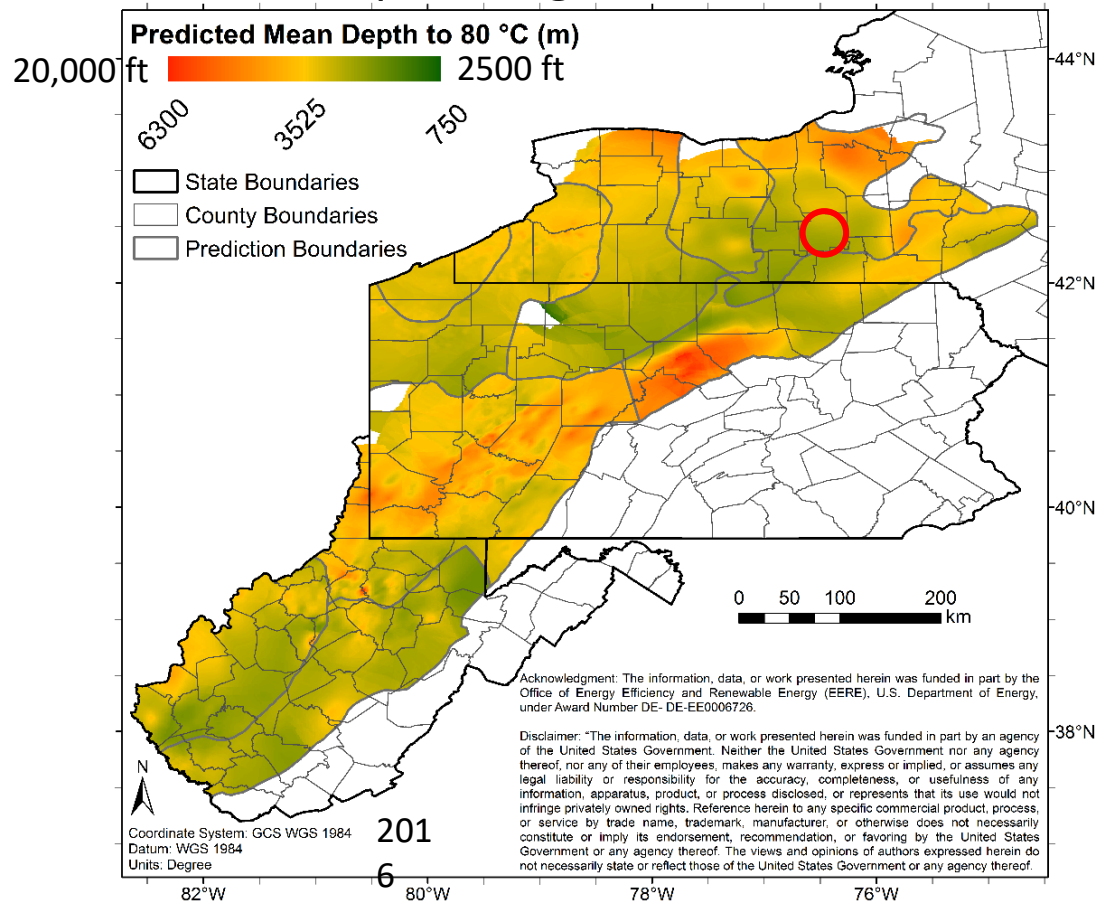 Predicted Mean Depth to 80 °C (m)
20,000 ft
2500 ft
6300
3525
750
State Boundaries
County Boundaries
Prediction Boundaries
44°N
42°N
40°N
38°N
0 50 100 200
km
Acknowledgment: The information, data, or work presented herein was funded in part by the
Office of Energy Efficiency and Renewable Energy (EERE), U.S. Department of Energy,
under Award Number DE- DE-EE0006726.
Disclaimer: “The information, data, or work presented herein was funded in part by an agency
of the United States Government. Neither the United States Government nor any agency
thereof, nor any of their employees, makes any warranty, express or implied, or assumes any
legal liability or responsibility for the accuracy, completeness, or usefulness of any
information, apparatus, product, or process disclosed, or represents that its use would not
infringe privately owned rights. Reference herein to any specific commercial product, process,
or service by trade name, trademark, manufacturer, or otherwise does not necessarily
constitute or imply its endorsement, recommendation, or favoring by the United States
Government or any agency thereof. The views and opinions of authors expressed herein do
not necessarily state or reflect those of the United States Government or any agency thereof.
N
Coordinate System: GCS WGS 1984
Datum: WGS 1984
Units: Degree
201
6
82°W
80°W
78°W
76°W